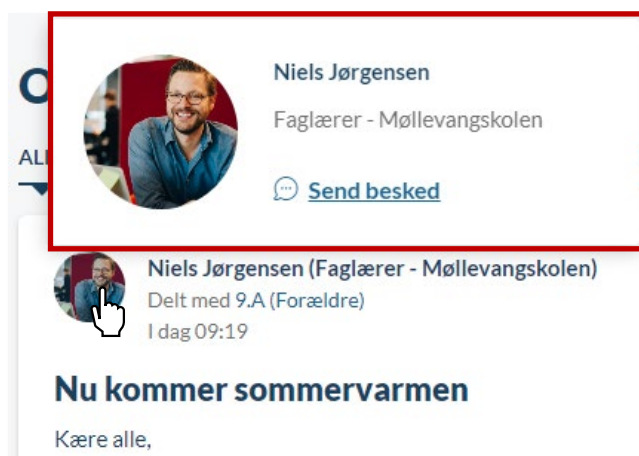 Niels Jørgensen
Faglærer - Møllevangskolen
Send besked
Niels Jørgensen (Faglærer - Møllevangskolen)
Delt med 9.A (Forældre)
I dag 09:19
Nu kommer sommervarmen
Kære alle,